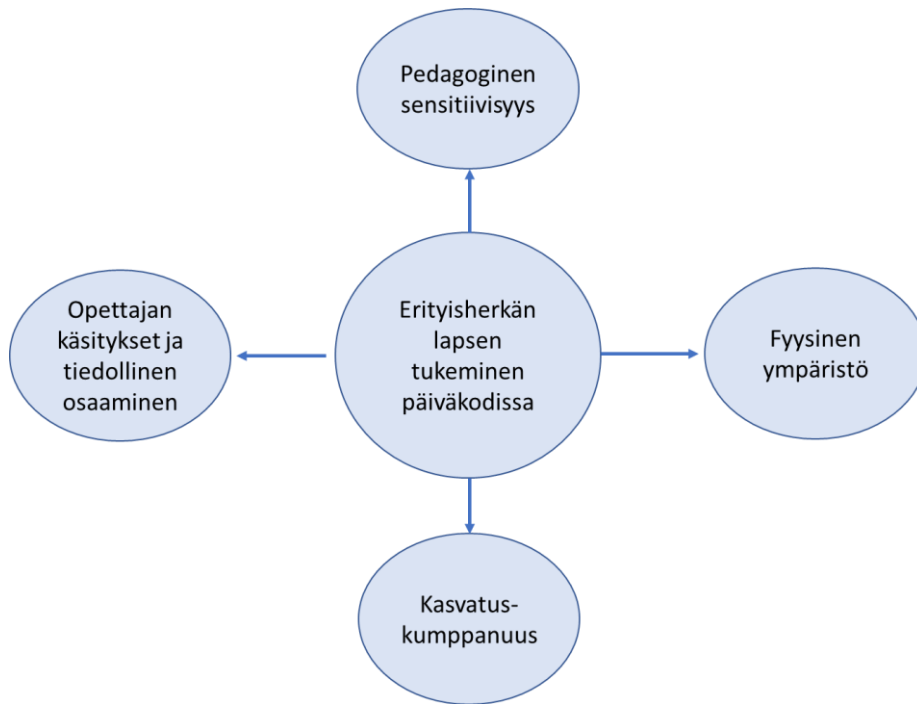 Pedagoginen
sensitiivisyys
Opettajan
käsitykset ja
tiedollinen
osaaminen
Erityisherkän
lapsen
tukeminen
päiväkodissa
Fyysinen
ympäristö
Kasvatus-
kumppanuus